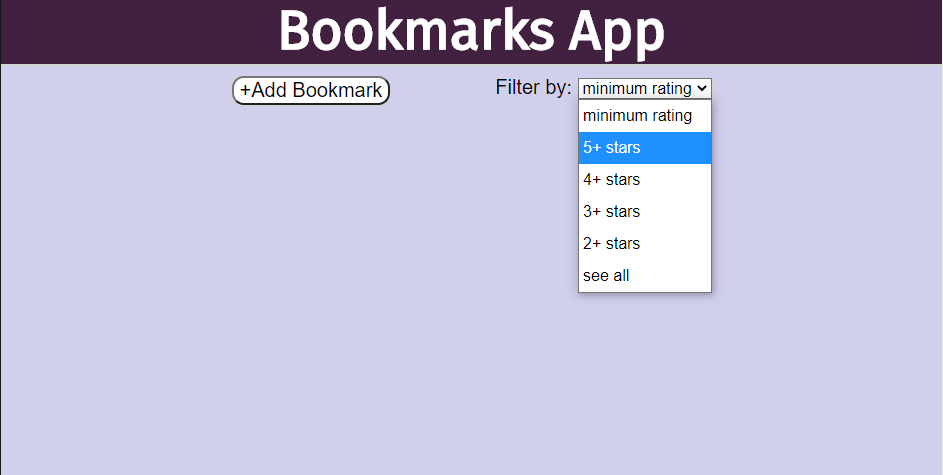 Bookmarks App
+Add Bookmark
Filter by: minimum rating
minimum rating
5+ stars
4+ stars
3+ stars
2+ stars
see all